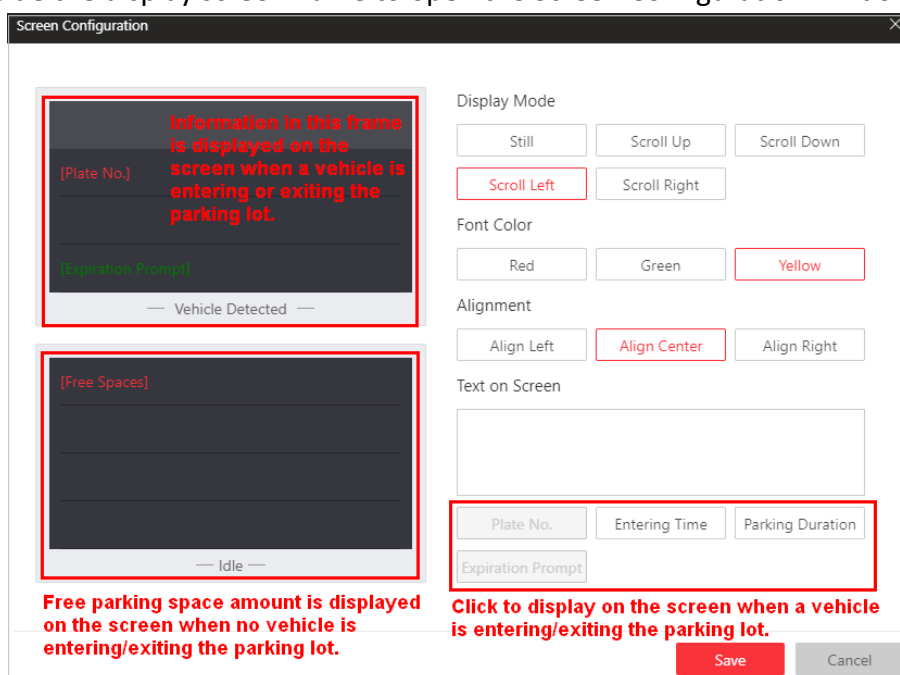 Screen Configuration
Information in this frame
is displayed on the
screen when a vehicle is
entering or exiting the
parking lot.
[Plate No.]
[Expiration Prompt]
— Vehicle Detected —
[Free Spaces]
— Idle —
Free parking space amount is displayed
on the screen when no vehicle is
entering/exiting the parking lot.
Display Mode
Still
Scroll Up
Scroll Down
Scroll Left
Scroll Right
Font Color
Red
Green
Yellow
Alignment
Align Left
Align Center
Align Right
Text on Screen
Plate No.
Entering Time
Parking Duration
Expiration Prompt
Click to display on the screen when a vehicle
is entering/exiting the parking lot.
Save
Cancel